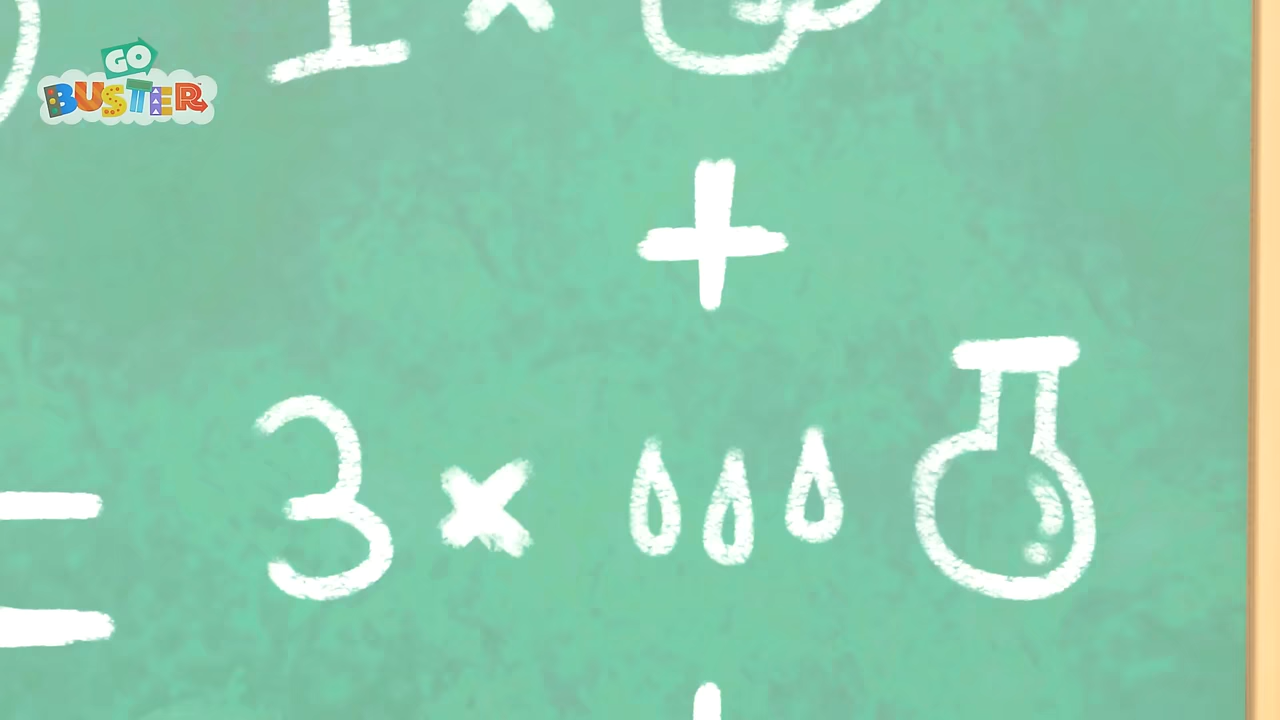 GO
BUSTER
1 ×
+
= 3 ×